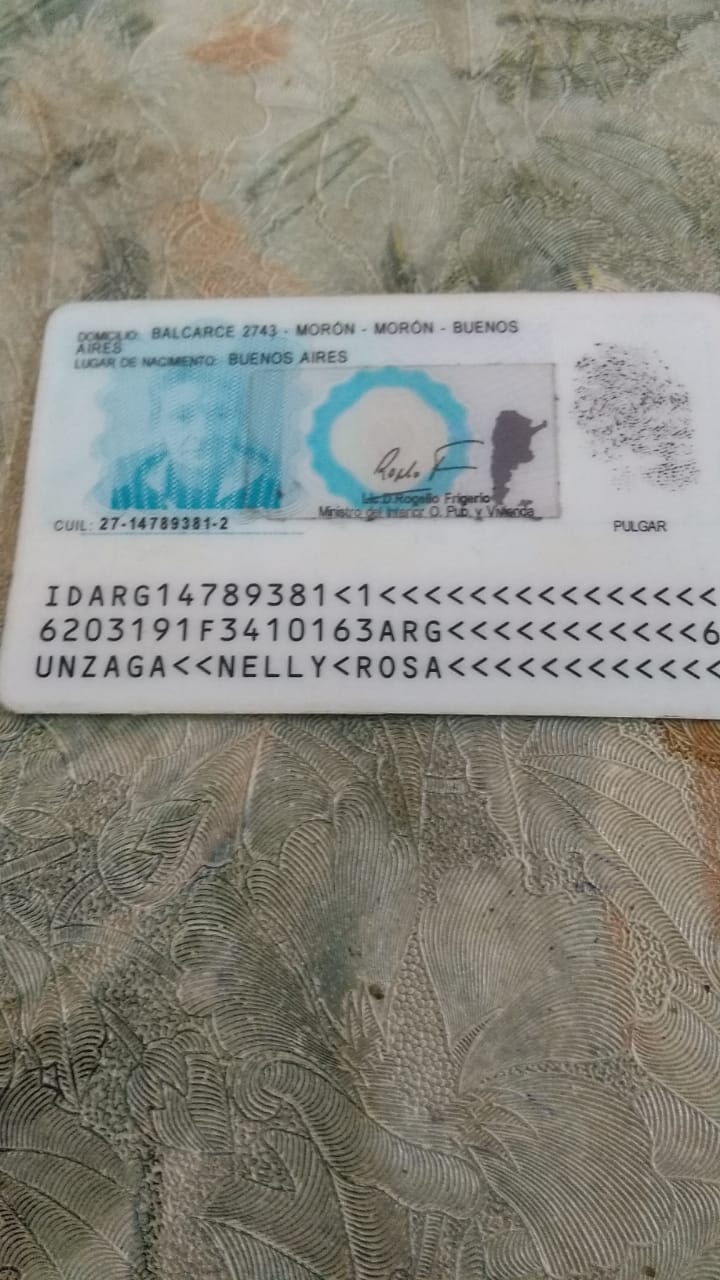 DOMICILIO: BALCARCE 2743 - MORÓN - MORÓN - BUENOS
AIRES
LUGAR DE NACIMIENTO: BUENOS AIRES
Lic.D.Rogelio Frigerio
Ministro del Interior O. Pub. y Vivienda
CUIL: 27-14789381-2
PULGAR
IDARG14789381<1<<<<<<<<<<<<<<<
6203191F3410163ARG<<<<<<<<<<<6
UNZAGA<<NELLY<ROSA<<<<<<<<<<<<